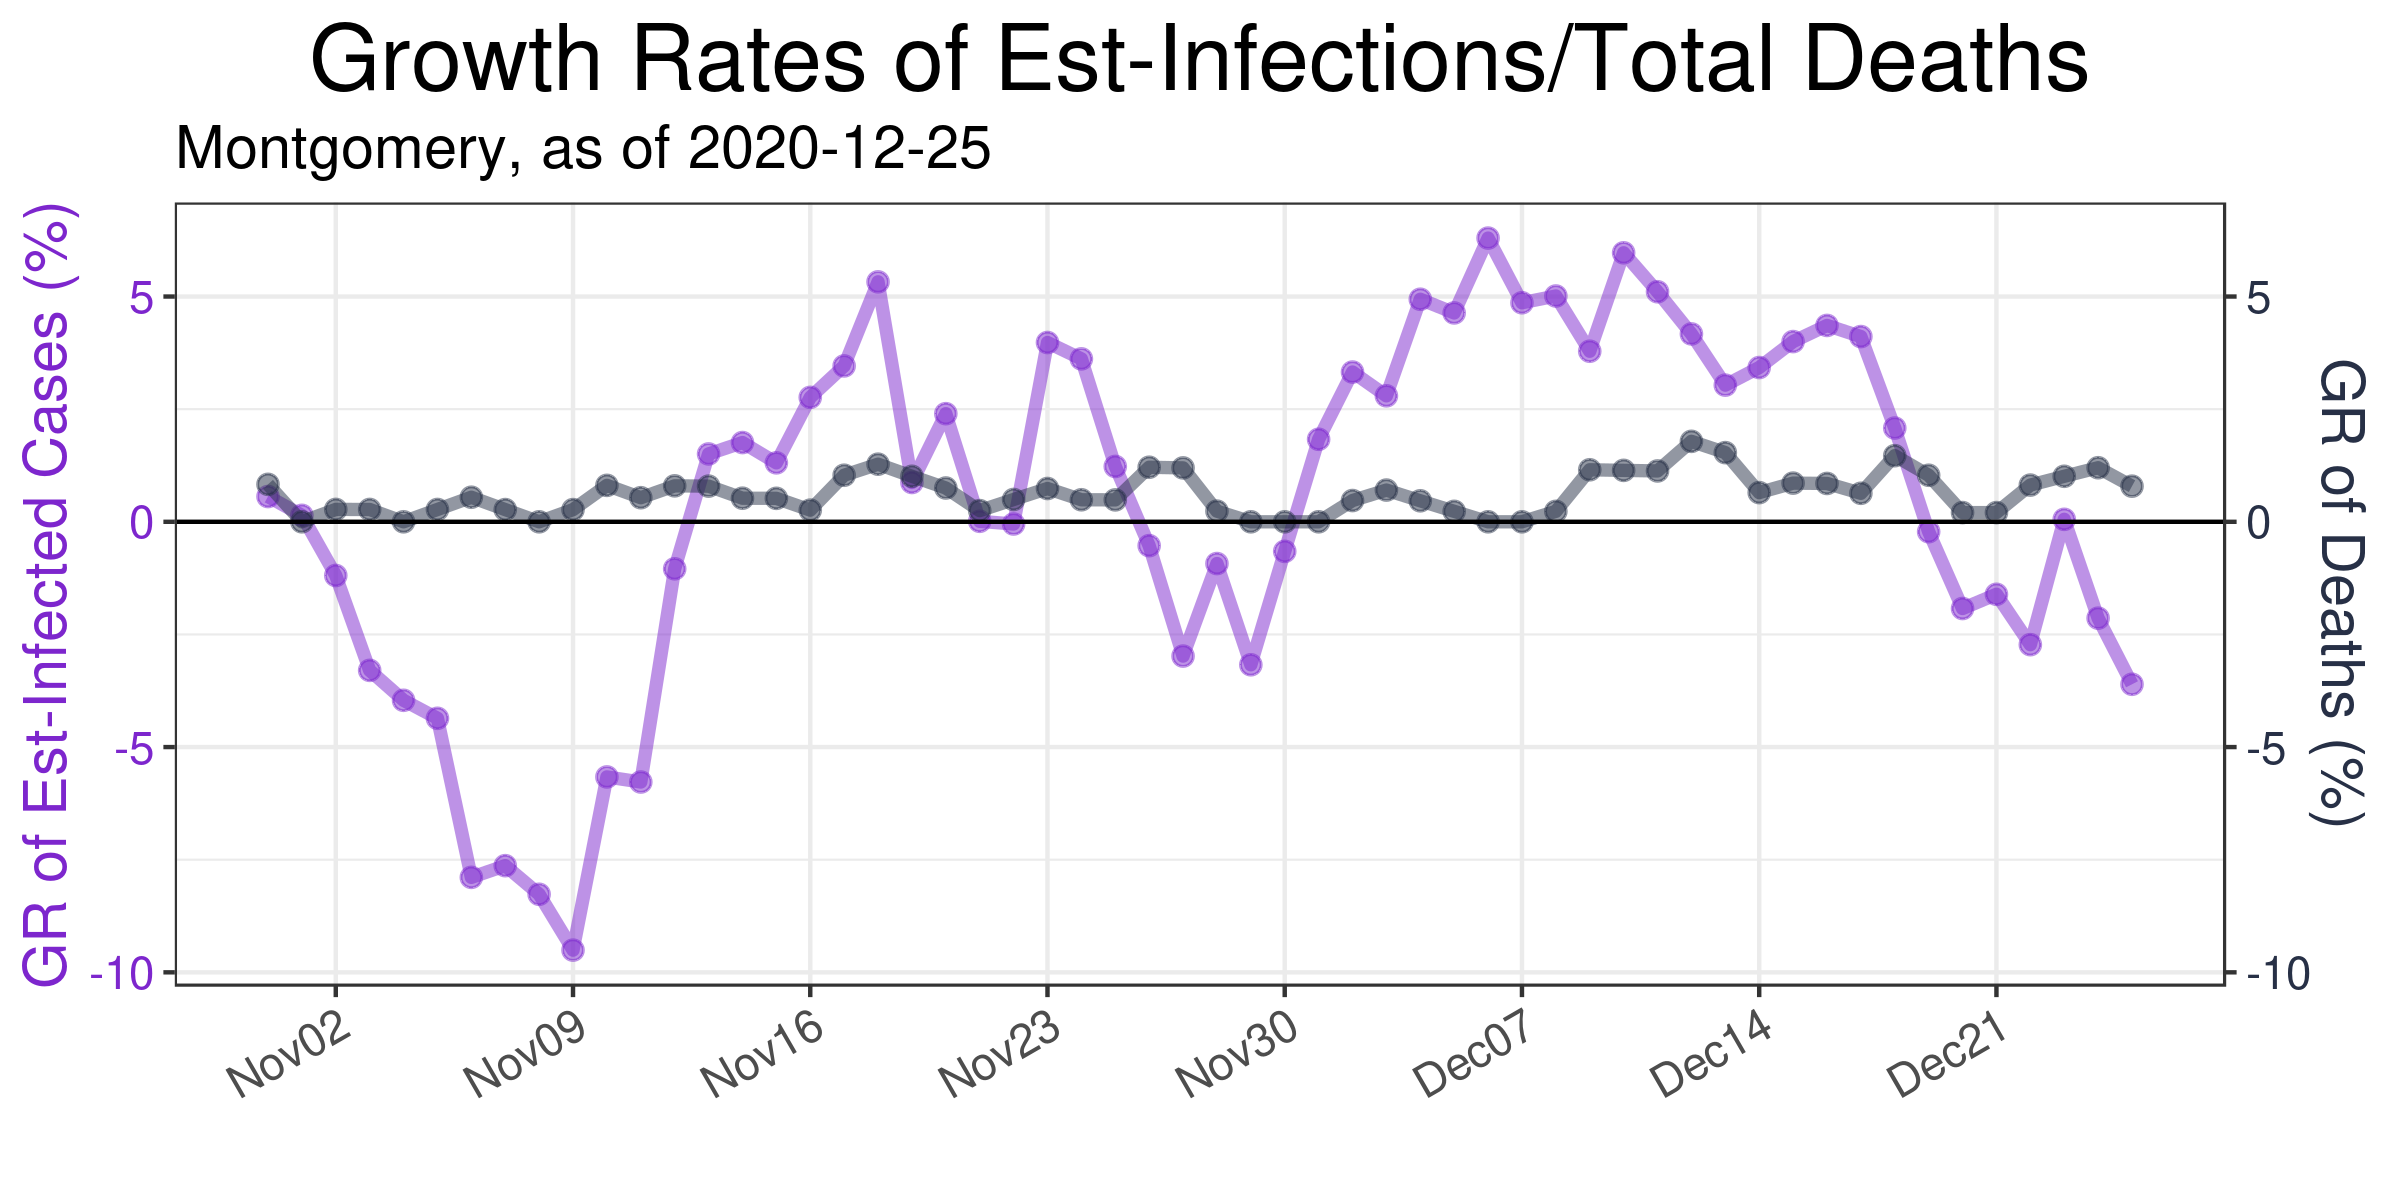 Growth Rates of Est-Infections/Total Deaths
Montgomery, as of 2020-12-25
GR of Est-Infected Cases (%)
5
0
-5
-10
5
0
-5
-10
GR of Deaths (%)
Nov02
Nov09
Nov16
Nov23
Nov30
Dec07
Dec14
Dec21